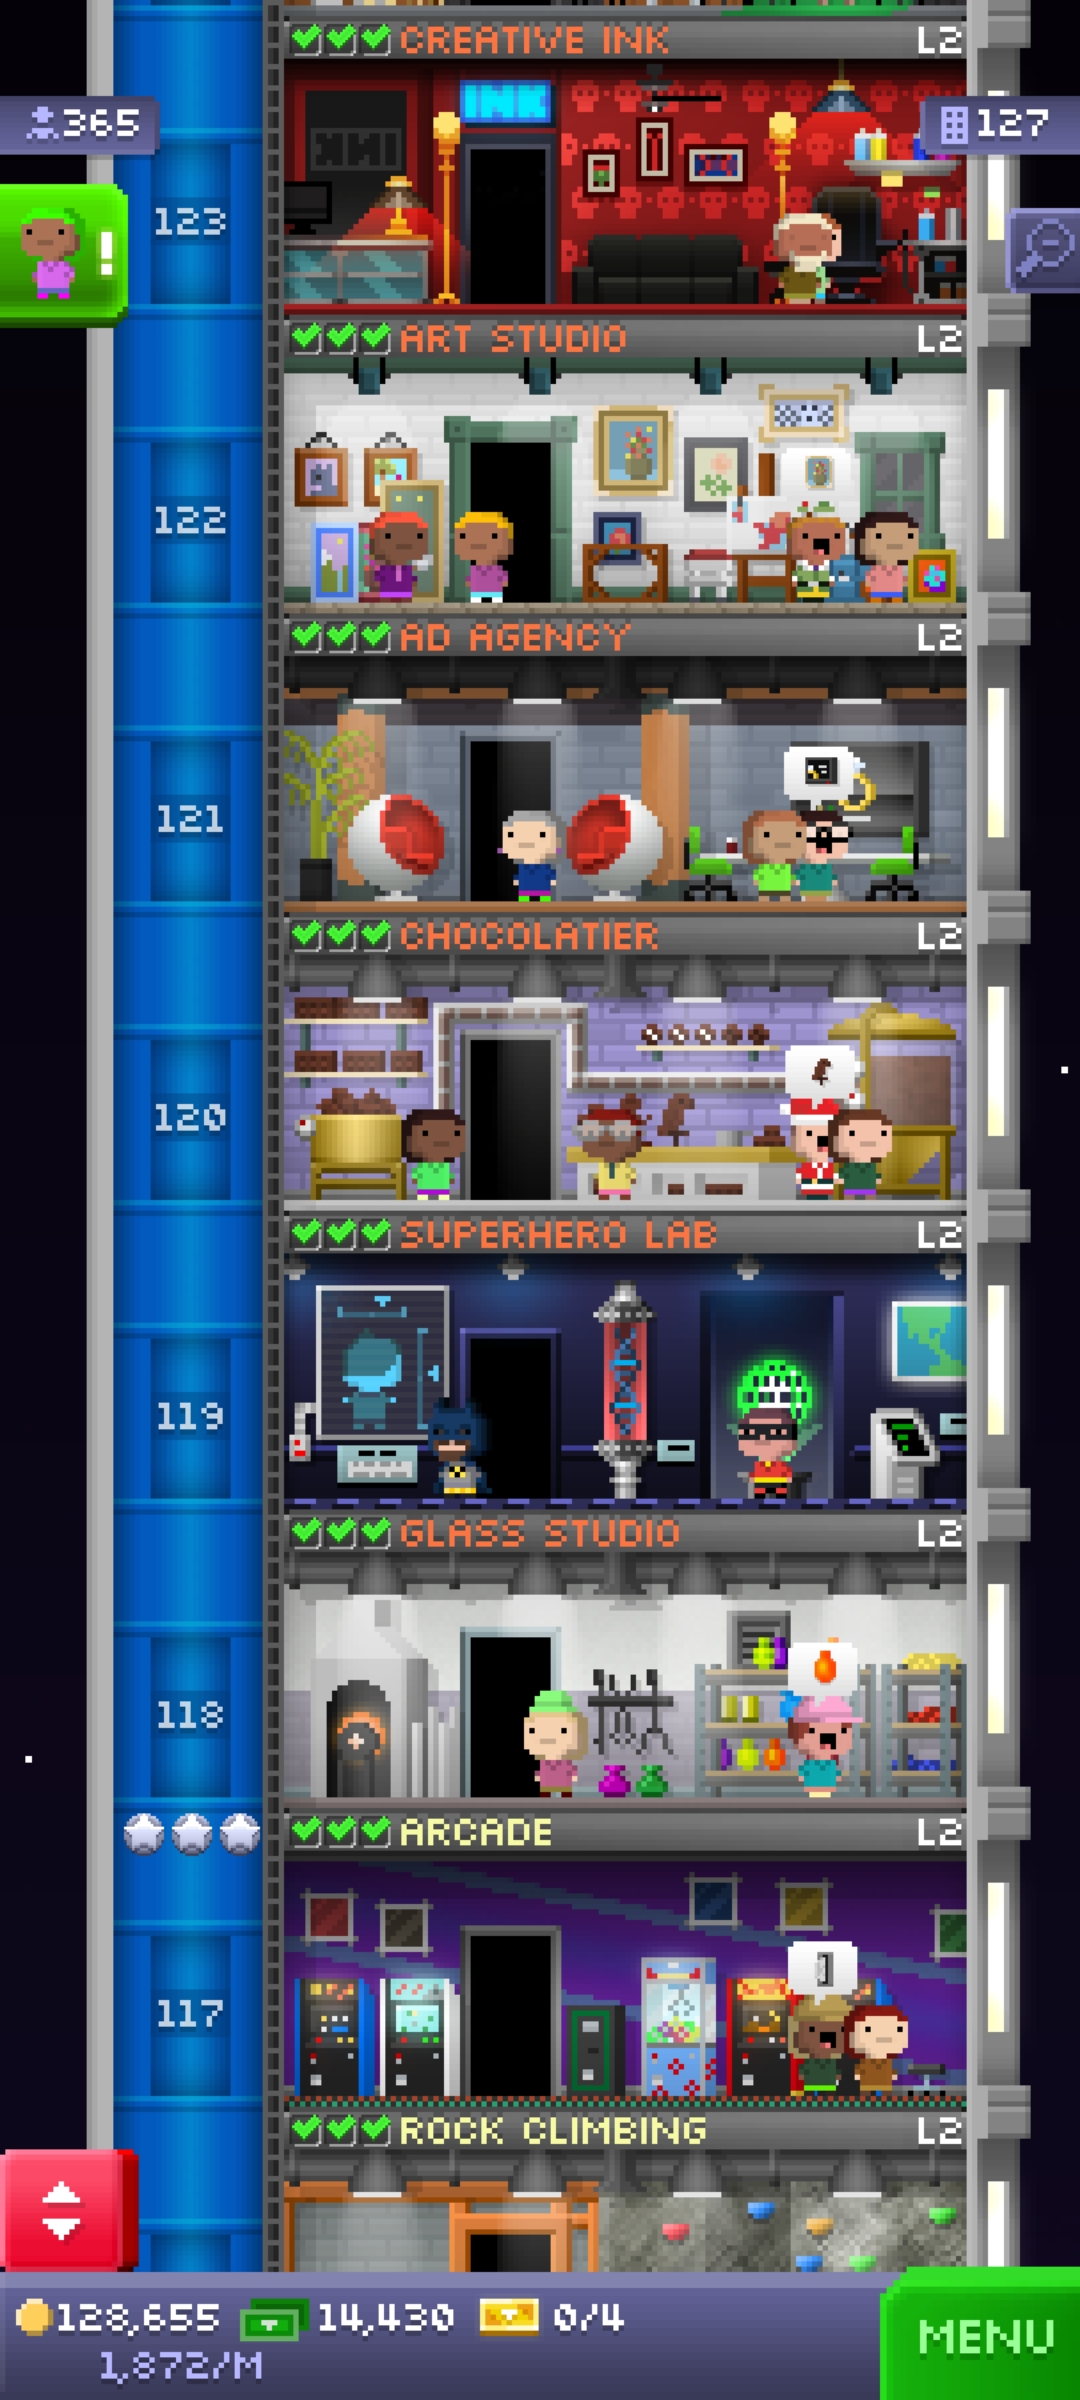 CREATIVE INK L2
365
127
INK
123
!
ART STUDIO L2
122
AD AGENCY L2
121
CHOCOLATIER L2
120
SUPERHERO LAB L2
119
GLASS STUDIO L2
118
ARCADE L2
117
ROCK CLIMBING L2
128,655 14,430 0/4
1,872/M
MENU